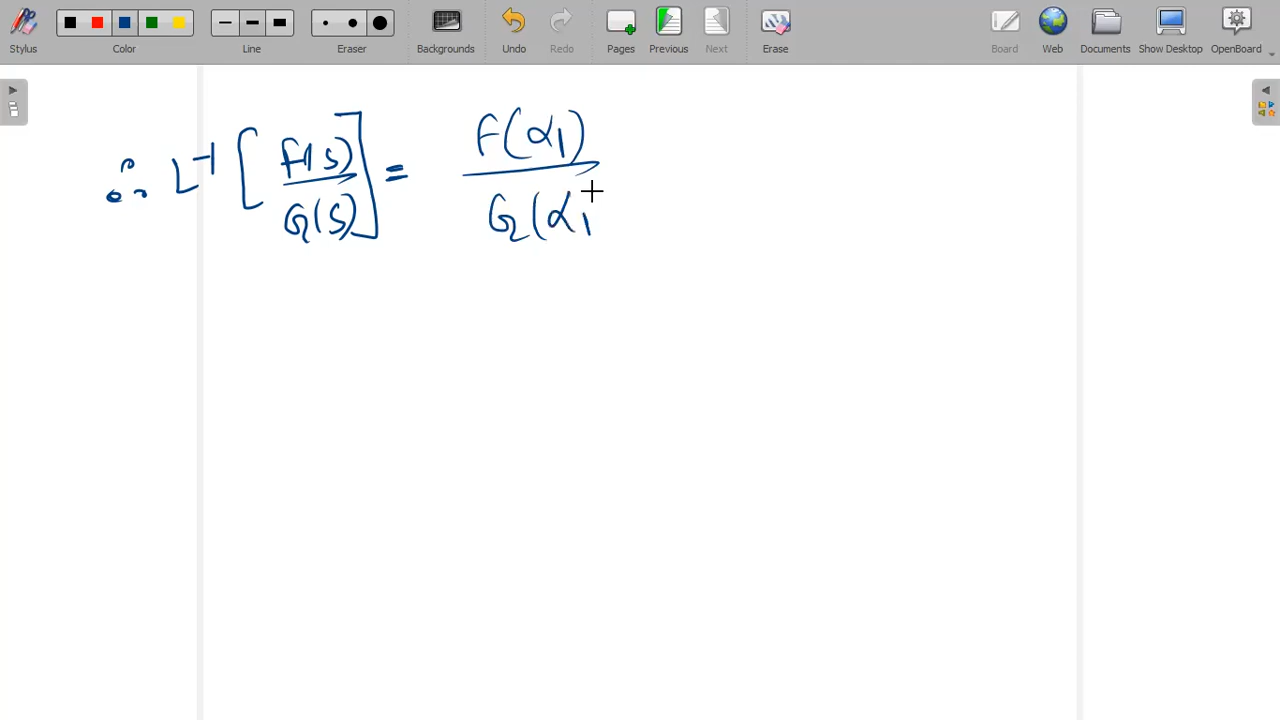 Stylus Color Line Eraser Backgrounds Undo Redo Pages Previous Next Erase Board Web Documents Show Desktop OpenBoard
∴ L⁻¹ [ F(s) / G(s) ] = F(α₁) / G(α₁